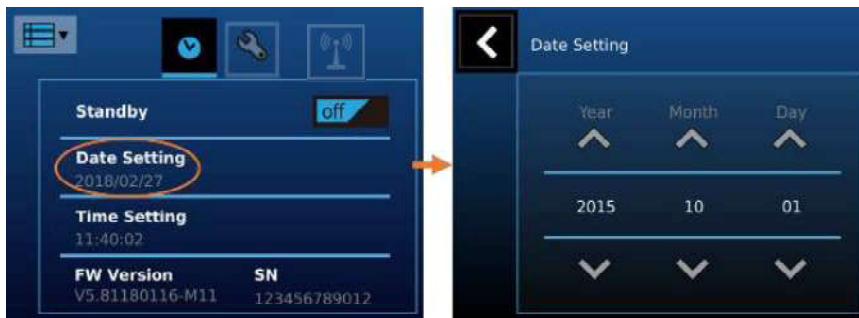 Standby
off
Date Setting
2018/02/27
Time Setting
11:40:02
FW Version SN
V5.81180116-M11 123456789012
Date Setting
Year Month Day
2015 10 01